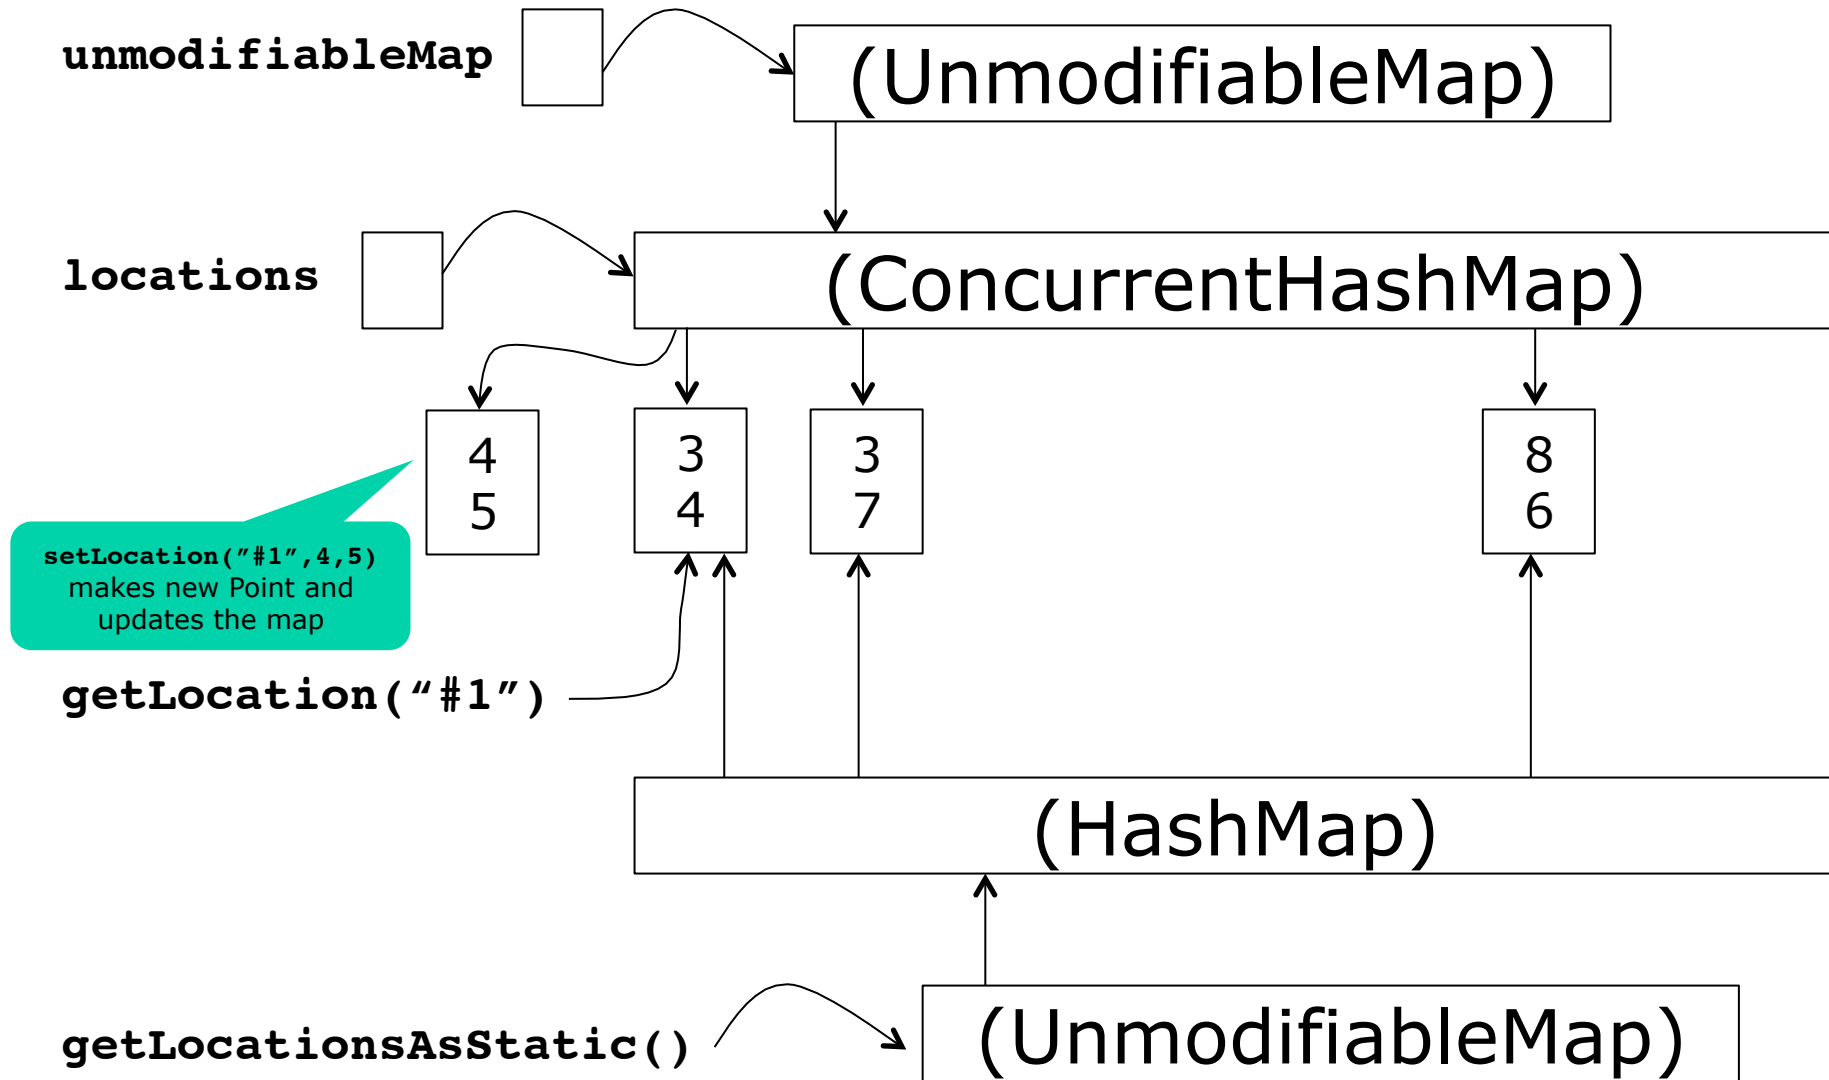 unmodifiableMap
(UnmodifiableMap)
locations
(ConcurrentHashMap)
4
5
3
4
3
7
8
6
setLocation(″#1″,4,5)
makes new Point and
updates the map
getLocation(“#1″)
(HashMap)
getLocationsAsStatic()
(UnmodifiableMap)